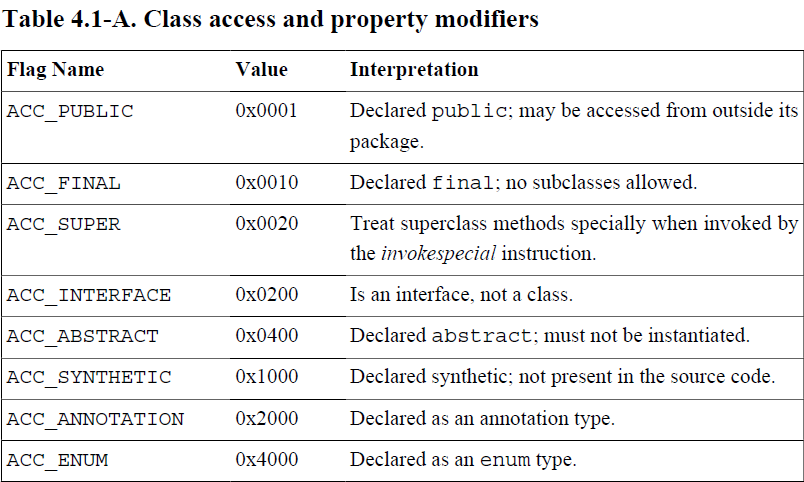 Table 4.1-A. Class access and property modifiers
Flag Name Value Interpretation
ACC_PUBLIC 0x0001 Declared public; may be accessed from outside its
package.
ACC_FINAL 0x0010 Declared final; no subclasses allowed.
ACC_SUPER 0x0020 Treat superclass methods specially when invoked by
the invokespecial instruction.
ACC_INTERFACE 0x0200 Is an interface, not a class.
ACC_ABSTRACT 0x0400 Declared abstract; must not be instantiated.
ACC_SYNTHETIC 0x1000 Declared synthetic; not present in the source code.
ACC_ANNOTATION 0x2000 Declared as an annotation type.
ACC_ENUM 0x4000 Declared as an enum type.